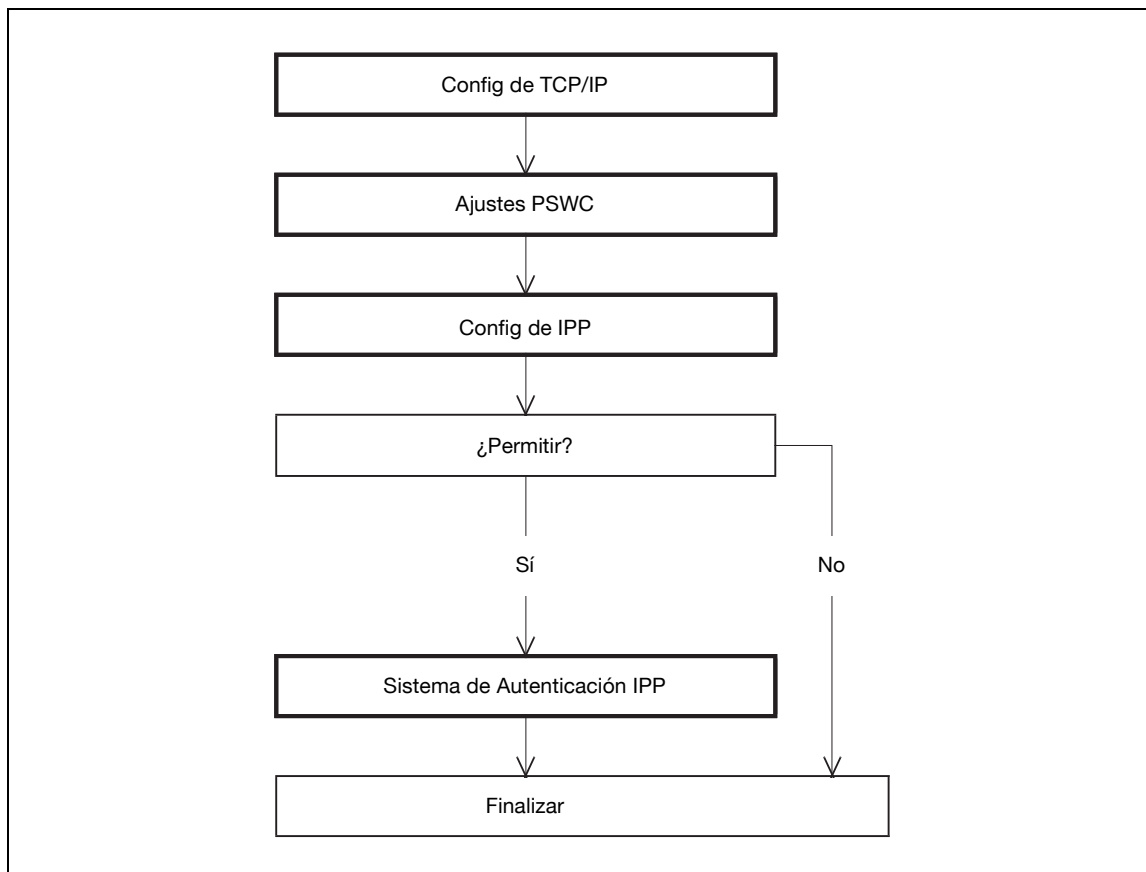 Config de TCP/IP
Ajustes PSWC
Config de IPP
¿Permitir?
Sí
No
Sistema de Autenticación IPP
Finalizar